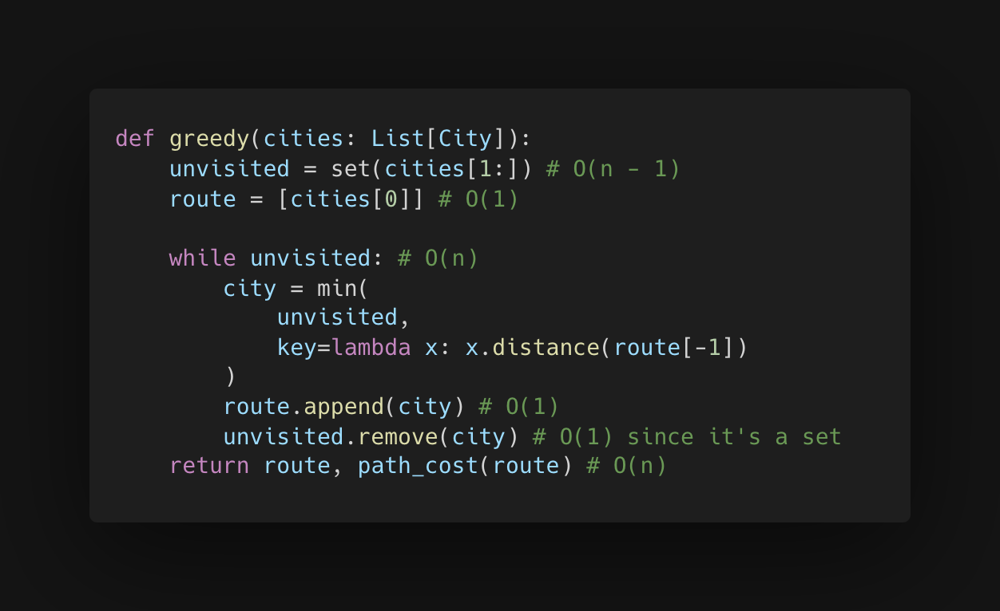 def greedy(cities: List[City]):
    unvisited = set(cities[1:]) # O(n - 1)
    route = [cities[0]] # O(1)

    while unvisited: # O(n)
        city = min(
            unvisited,
            key=lambda x: x.distance(route[-1])
        )
        route.append(city) # O(1)
        unvisited.remove(city) # O(1) since it's a set
    return route, path_cost(route) # O(n)